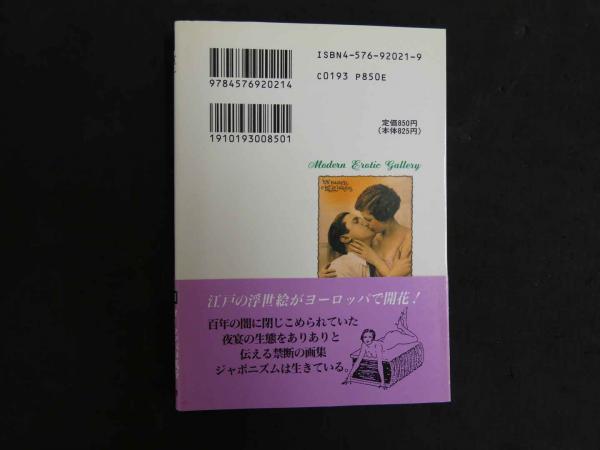 ISBN4-576-92021-9
9784576920214
C0193 P850E
定価850円
(本体825円)
1910193008501
Modern Erotic Gallery
江戸の浮世絵がヨーロッパで開花!
百年の闇に閉じこめられていた
夜宴の生態をありありと
伝える禁断の画集
ジャポニズムは生きている。